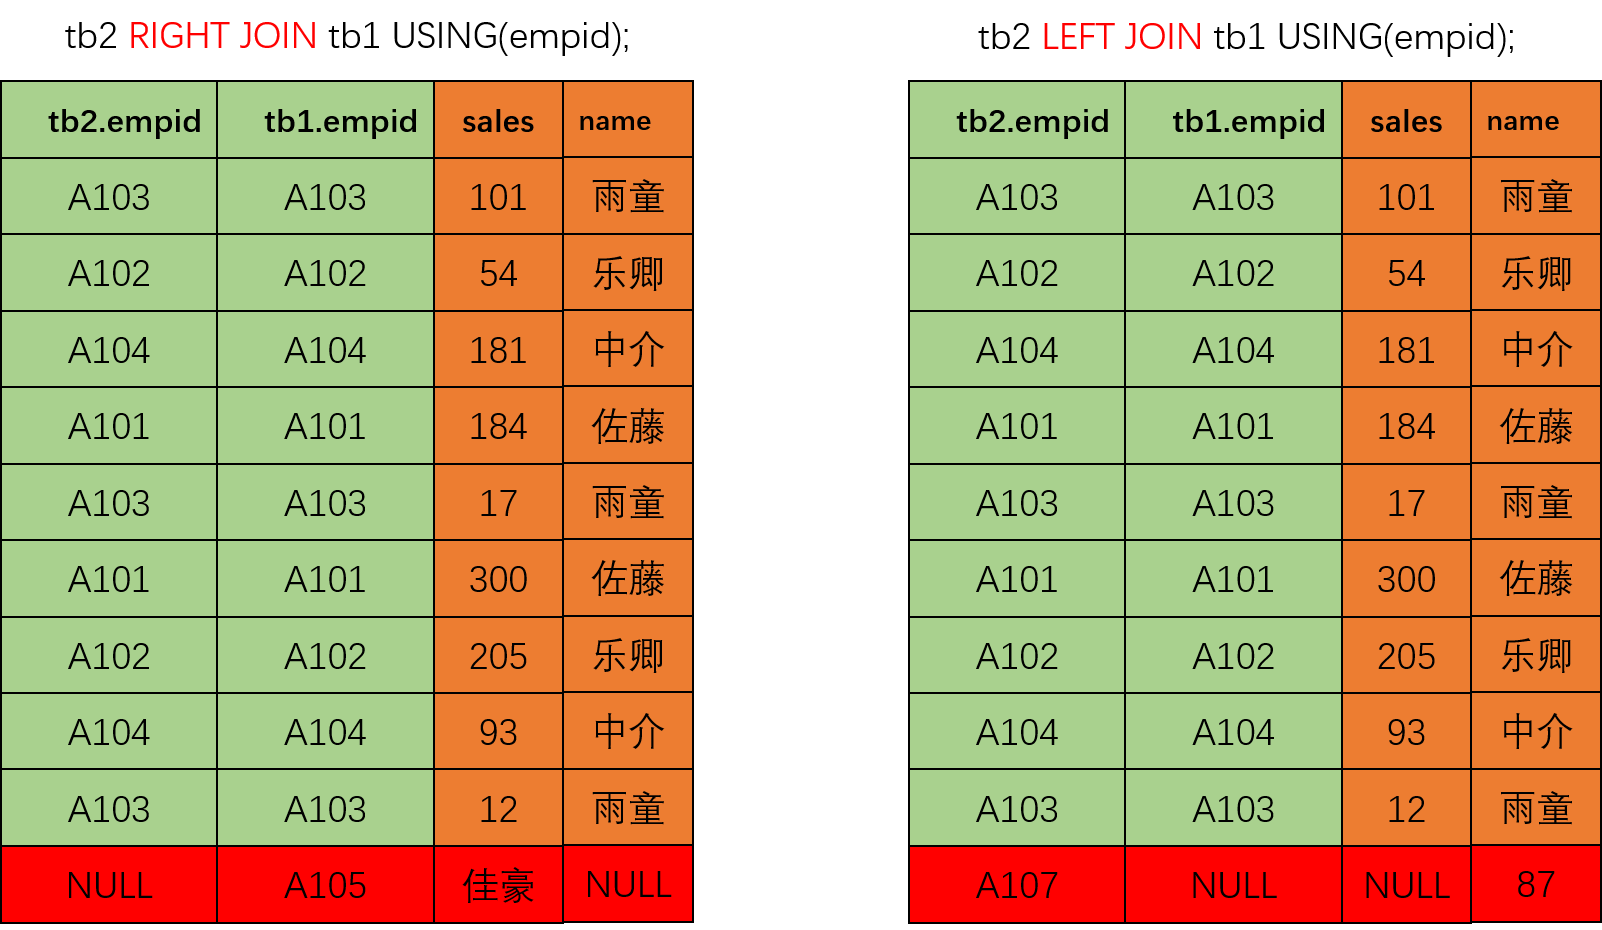 tb2 RIGHT JOIN tb1 USING(empid);
tb2.empid tb1.empid sales name
A103 A103 101 雨童
A102 A102 54 乐卿
A104 A104 181 中介
A101 A101 184 佐藤
A103 A103 17 雨童
A101 A101 300 佐藤
A102 A102 205 乐卿
A104 A104 93 中介
A103 A103 12 雨童
NULL A105 佳豪 NULL
tb2 LEFT JOIN tb1 USING(empid);
tb2.empid tb1.empid sales name
A103 A103 101 雨童
A102 A102 54 乐卿
A104 A104 181 中介
A101 A101 184 佐藤
A103 A103 17 雨童
A101 A101 300 佐藤
A102 A102 205 乐卿
A104 A104 93 中介
A103 A103 12 雨童
A107 NULL NULL 87